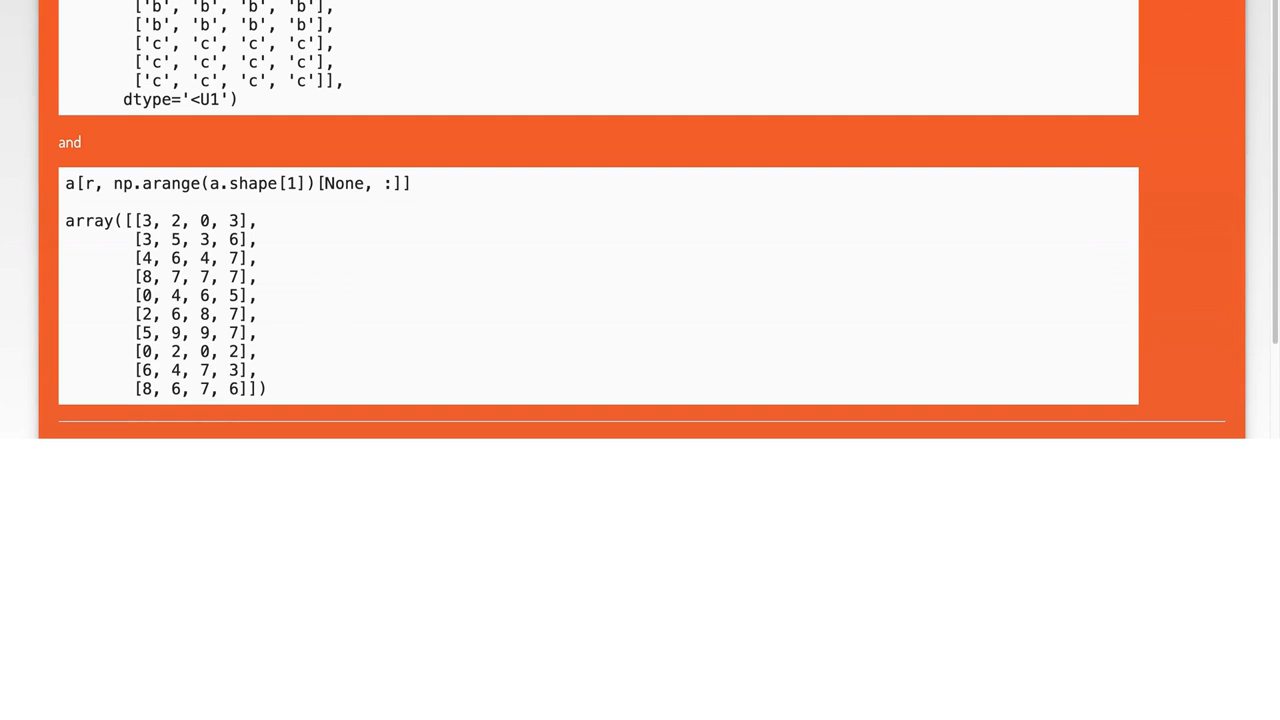 ['b', 'b', 'b', 'b'],
['b', 'b', 'b', 'b'],
['c', 'c', 'c', 'c'],
['c', 'c', 'c', 'c'],
['c', 'c', 'c', 'c']],
dtype='<U1')
and
a[r, np.arange(a.shape[1])[None, :]]
array([[3, 2, 0, 3],
[3, 5, 3, 6],
[4, 6, 4, 7],
[8, 7, 7, 7],
[0, 4, 6, 5],
[2, 6, 8, 7],
[5, 9, 9, 7],
[0, 2, 0, 2],
[6, 4, 7, 3],
[8, 6, 7, 6]])